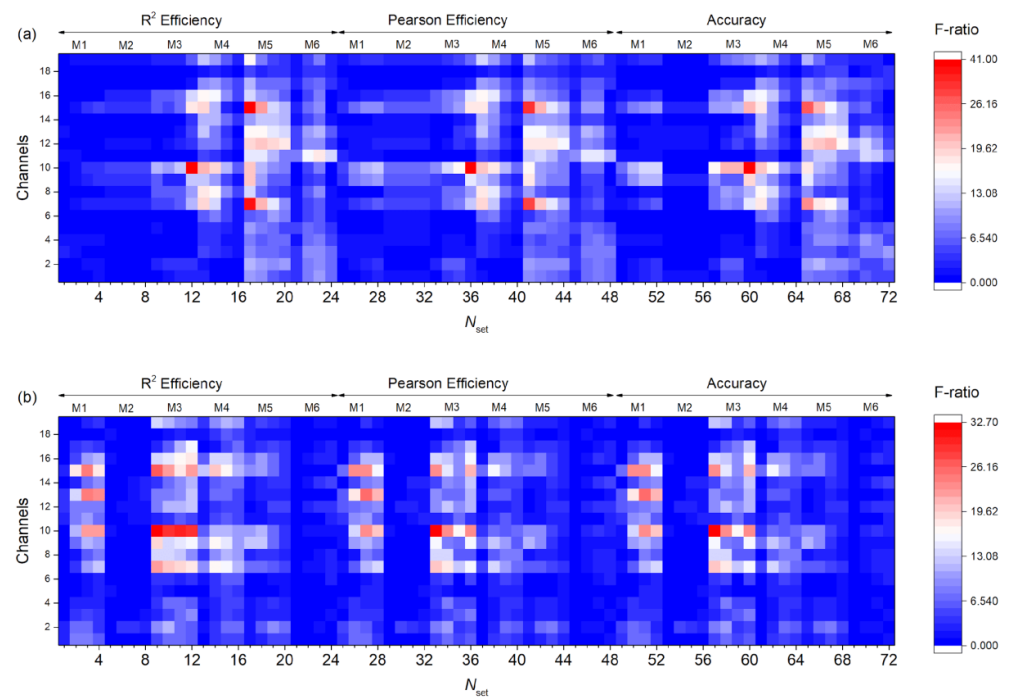 R² Efficiency Pearson Efficiency Accuracy
(a)
M1 M2 M3 M4 M5 M6 M1 M2 M3 M4 M5 M6 M1 M2 M3 M4 M5 M6
F-ratio
18
16
14
12
10
8
6
4
2
Channels
41.00
26.16
19.62
13.08
6.540
0.000
4 8 12 16 20 24 28 32 36 40 44 48 52 56 60 64 68 72
Nset
R² Efficiency Pearson Efficiency Accuracy
(b)
M1 M2 M3 M4 M5 M6 M1 M2 M3 M4 M5 M6 M1 M2 M3 M4 M5 M6
F-ratio
18
16
14
12
10
8
6
4
2
Channels
32.70
26.16
19.62
13.08
6.540
0.000
4 8 12 16 20 24 28 32 36 40 44 48 52 56 60 64 68 72
Nset